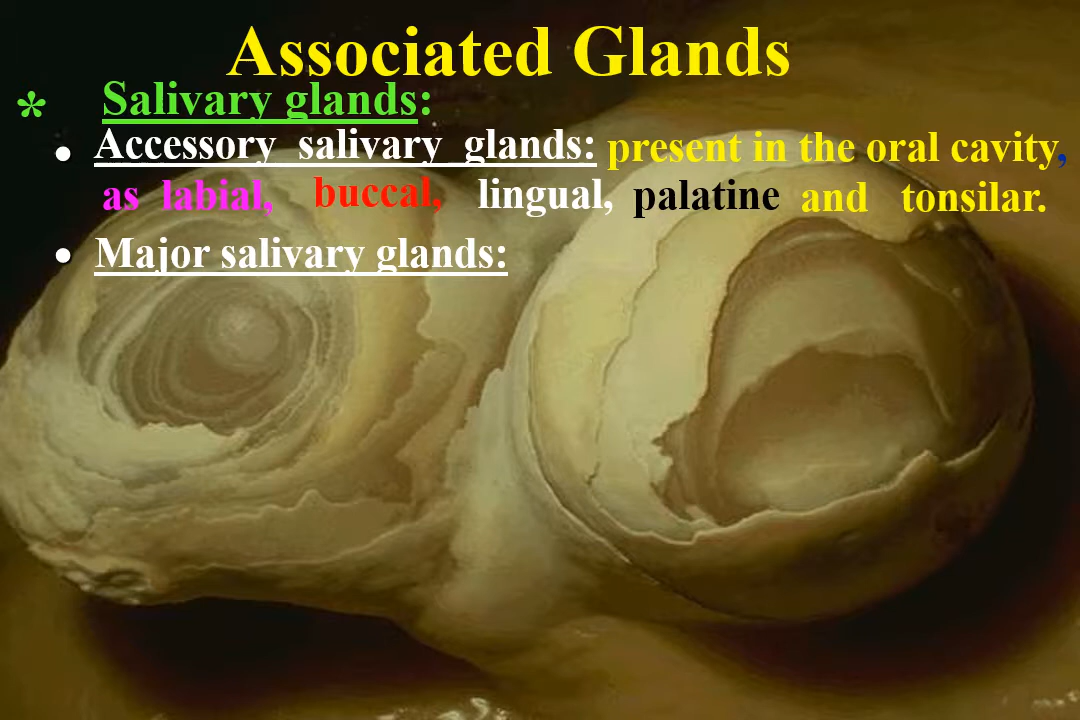 Associated Glands
* Salivary glands:
• Accessory salivary glands: present in the oral cavity,
as labial, buccal, lingual, palatine and tonsilar.
• Major salivary glands: